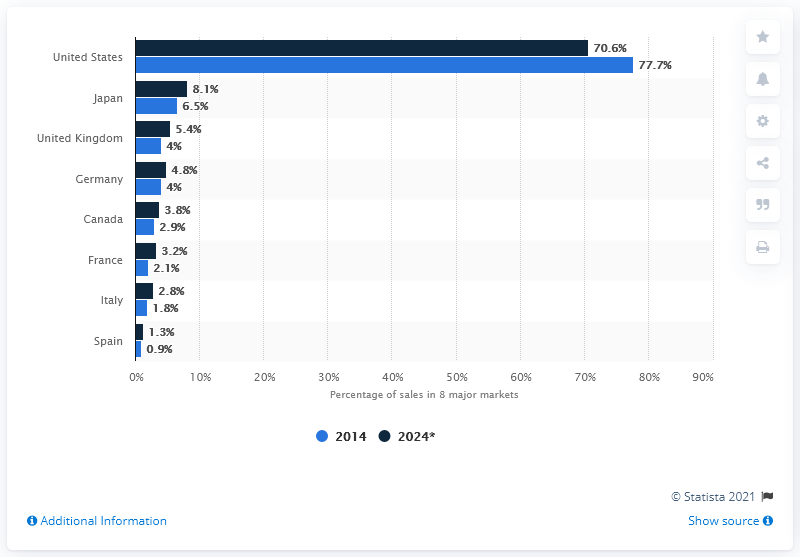 United States
70.6%
77.7%
Japan
8.1%
6.5%
United Kingdom
5.4%
4%
Germany
4.8%
4%
Canada
3.8%
2.9%
France
3.2%
2.1%
Italy
2.8%
1.8%
Spain
1.3%
0.9%
0% 10% 20% 30% 40% 50% 60% 70% 80% 90%
Percentage of sales in 8 major markets
2014 2024*
© Statista 2021
Additional Information Show source